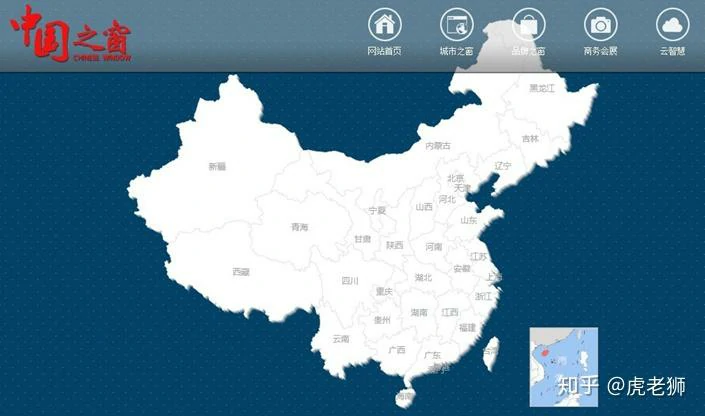 中国之窗
CHINESE WINDOW
网站首页
城市之窗
品牌之窗
商务会展
云智慧
黑龙江
吉林
内蒙古
辽宁
新疆
北京
天津
河北
宁夏
山西
山东
青海
甘肃
陕西
河南
江苏
安徽
上海
西藏
四川
湖北
重庆
浙江
湖南
江西
贵州
福建
云南
广西
广东
台湾
海南
知乎 @虎老狮